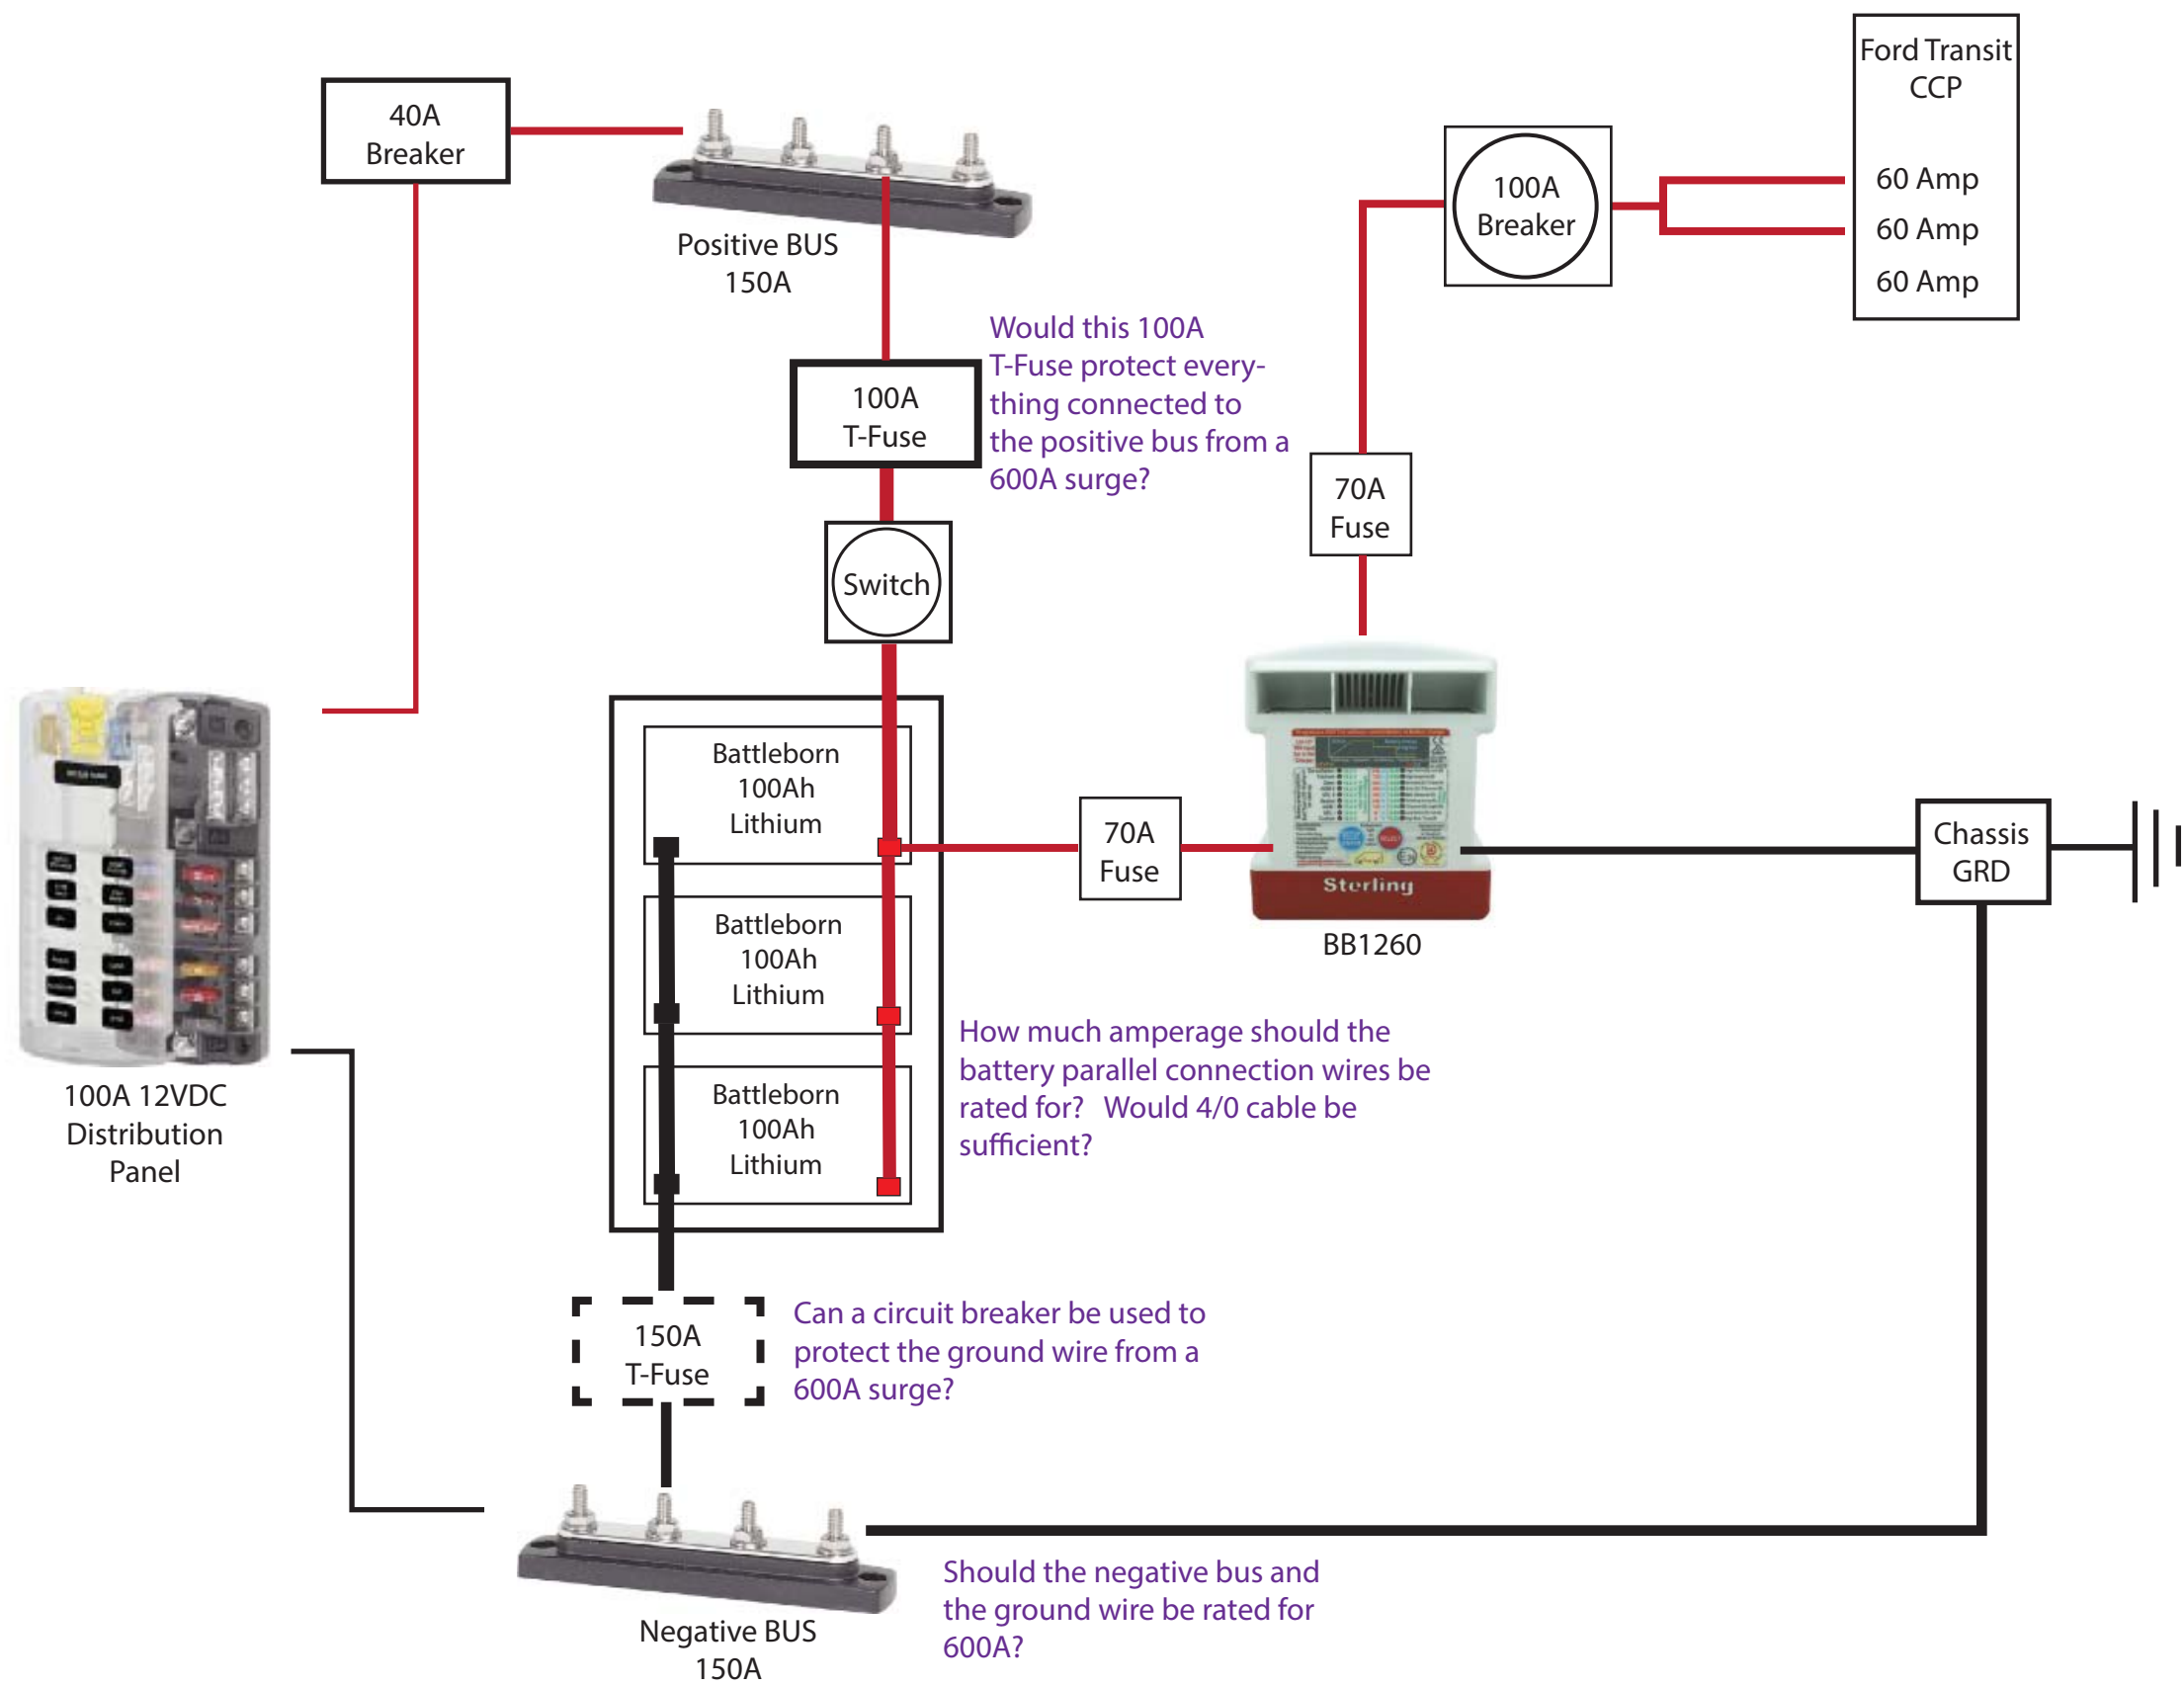 Ford Transit
CCP
60 Amp
60 Amp
60 Amp
40A
Breaker
100A
Breaker
Positive BUS
150A
Would this 100A
T-Fuse protect every-
thing connected to
the positive bus from a
600A surge?
100A
T-Fuse
70A
Fuse
Switch
Battleborn
100Ah
Lithium
70A
Fuse
Chassis
GRD
Sterling
BB1260
Battleborn
100Ah
Lithium
How much amperage should the
battery parallel connection wires be
rated for?   Would 4/0 cable be
sufficient?
Battleborn
100Ah
Lithium
100A 12VDC
Distribution
Panel
150A
T-Fuse
Can a circuit breaker be used to
protect the ground wire from a
600A surge?
Should the negative bus and
the ground wire be rated for
600A?
Negative BUS
150A